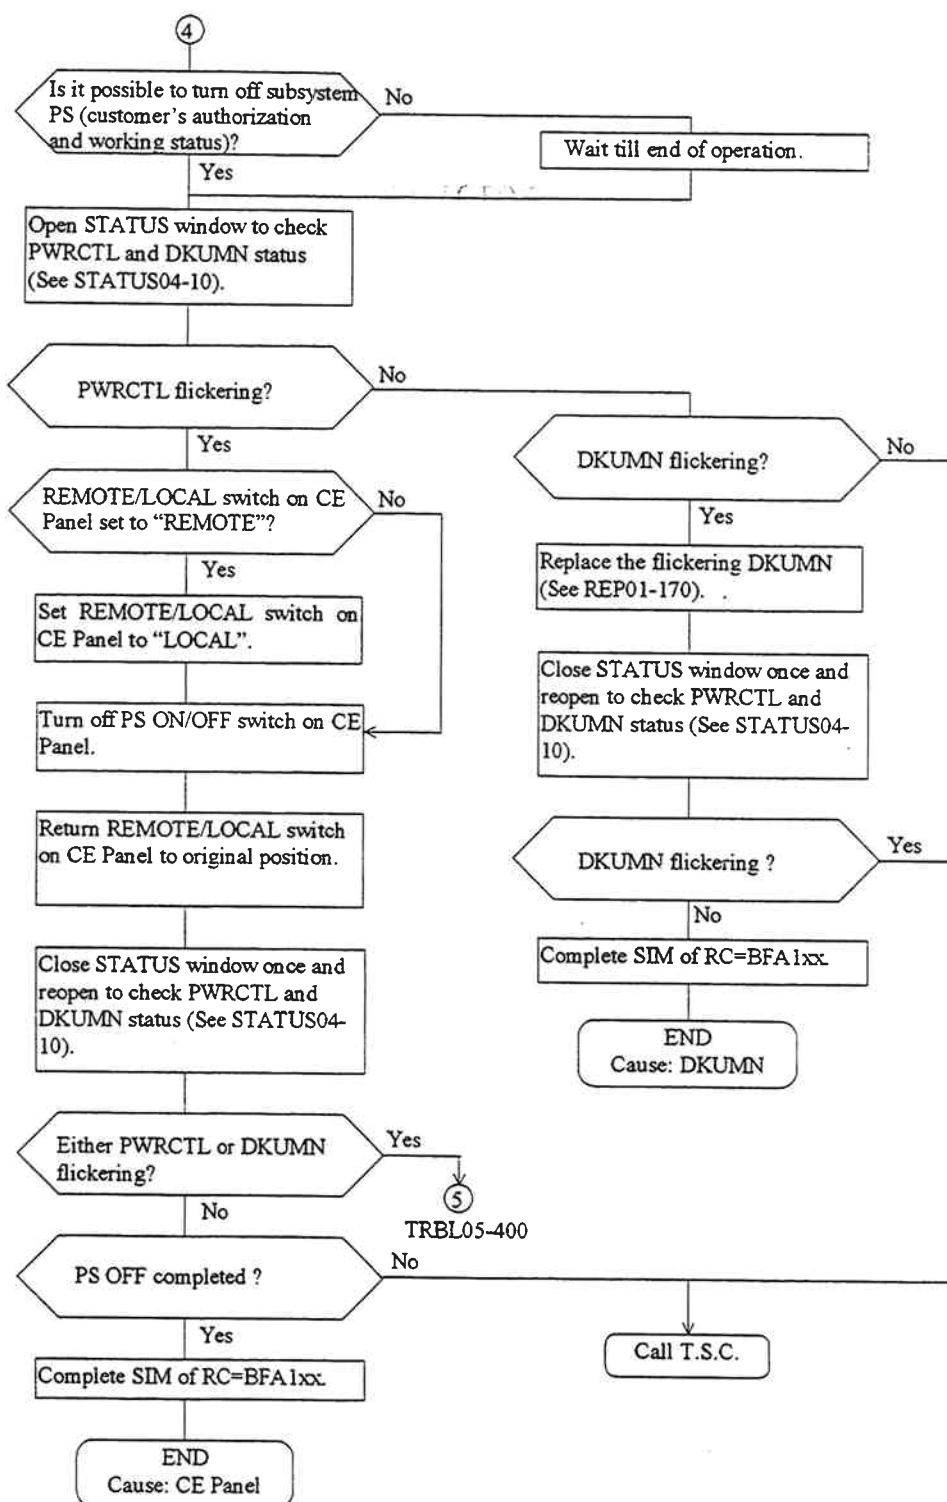 4
Is it possible to turn off subsystem
PS (customer's authorization
and working status)?
No
Wait till end of operation.
Yes
Open STATUS window to check
PWRCTL and DKUMN status
(See STATUS04-10).
PWRCTL flickering?
No
Yes
DKUMN flickering?
No
Yes
REMOTE/LOCAL switch on CE
Panel set to "REMOTE"?
No
Yes
Replace the flickering DKUMN
(See REP01-170).
Set REMOTE/LOCAL switch on
CE Panel to "LOCAL".
Close STATUS window once and
reopen to check PWRCTL and
DKUMN status (See STATUS04-
10).
Turn off PS ON/OFF switch on CE
Panel.
Return REMOTE/LOCAL switch
on CE Panel to original position.
DKUMN flickering ?
Yes
No
Complete SIM of RC=BFA1xx.
END
Cause: DKUMN
Close STATUS window once and
reopen to check PWRCTL and
DKUMN status (See STATUS04-
10).
Either PWRCTL or DKUMN
flickering?
Yes
5
TRBL05-400
No
PS OFF completed ?
No
Call T.S.C.
Yes
Complete SIM of RC=BFA1xx.
END
Cause: CE Panel